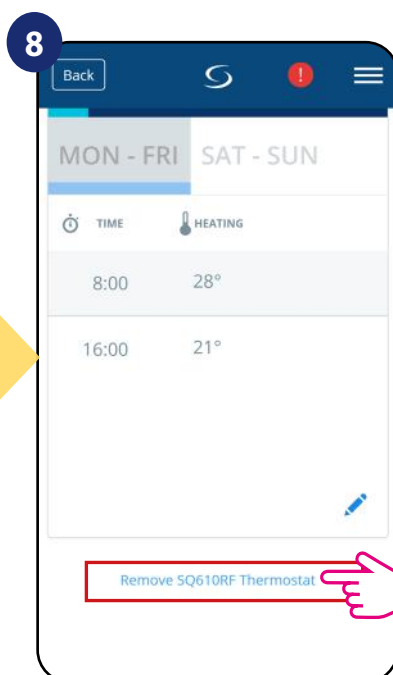 8
Back
MON - FRI SAT - SUN
TIME HEATING
8:00 28°
16:00 21°
Remove SQ610RF Thermostat